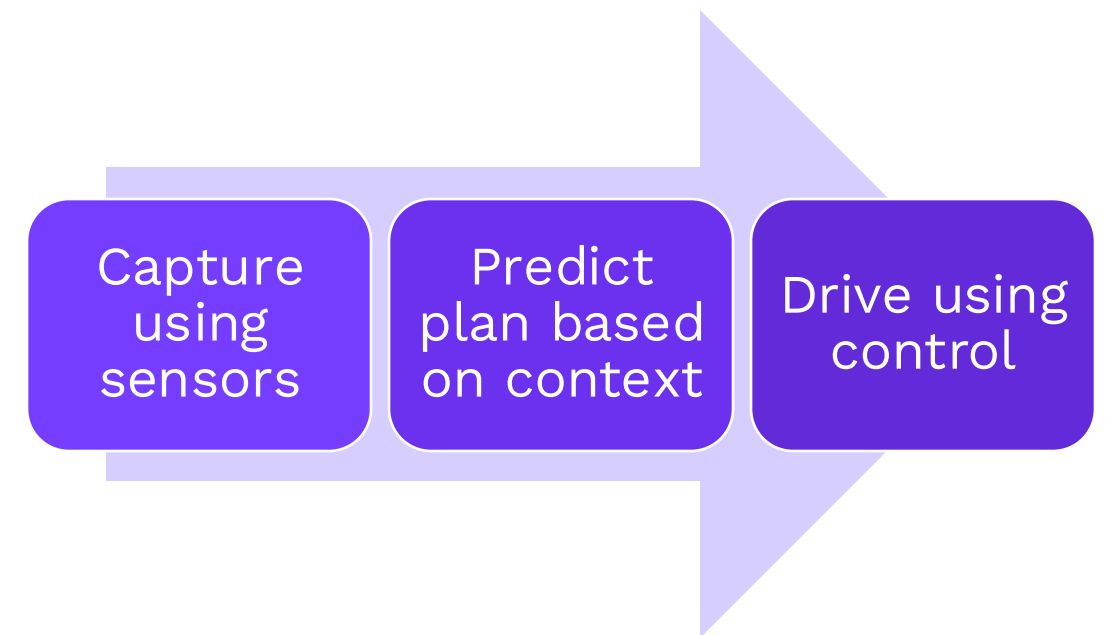 Capture
using
sensors
Predict
plan based
on context
Drive using
control